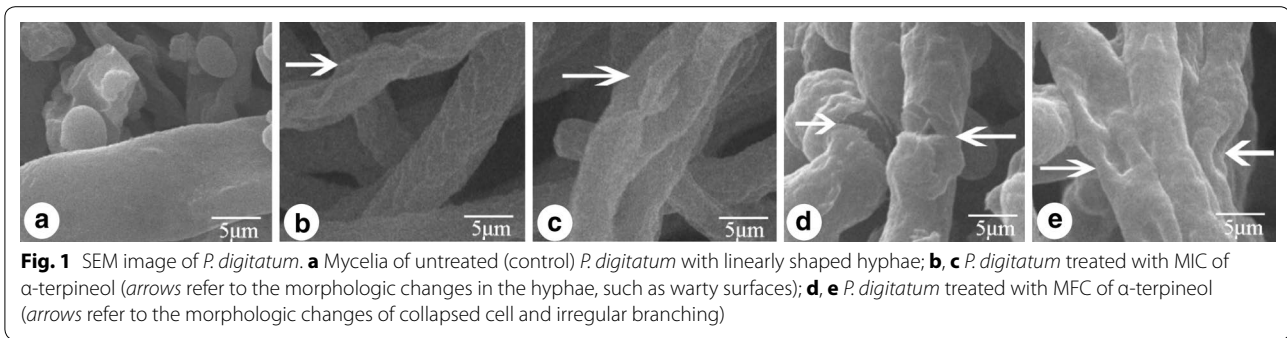 a
5μm
b
5μm
c
5μm
d
5μm
e
5μm
Fig. 1 SEM image of P. digitatum. a Mycelia of untreated (control) P. digitatum with linearly shaped hyphae; b, c P. digitatum treated with MIC of
α-terpineol (arrows refer to the morphologic changes in the hyphae, such as warty surfaces); d, e P. digitatum treated with MFC of α-terpineol
(arrows refer to the morphologic changes of collapsed cell and irregular branching)